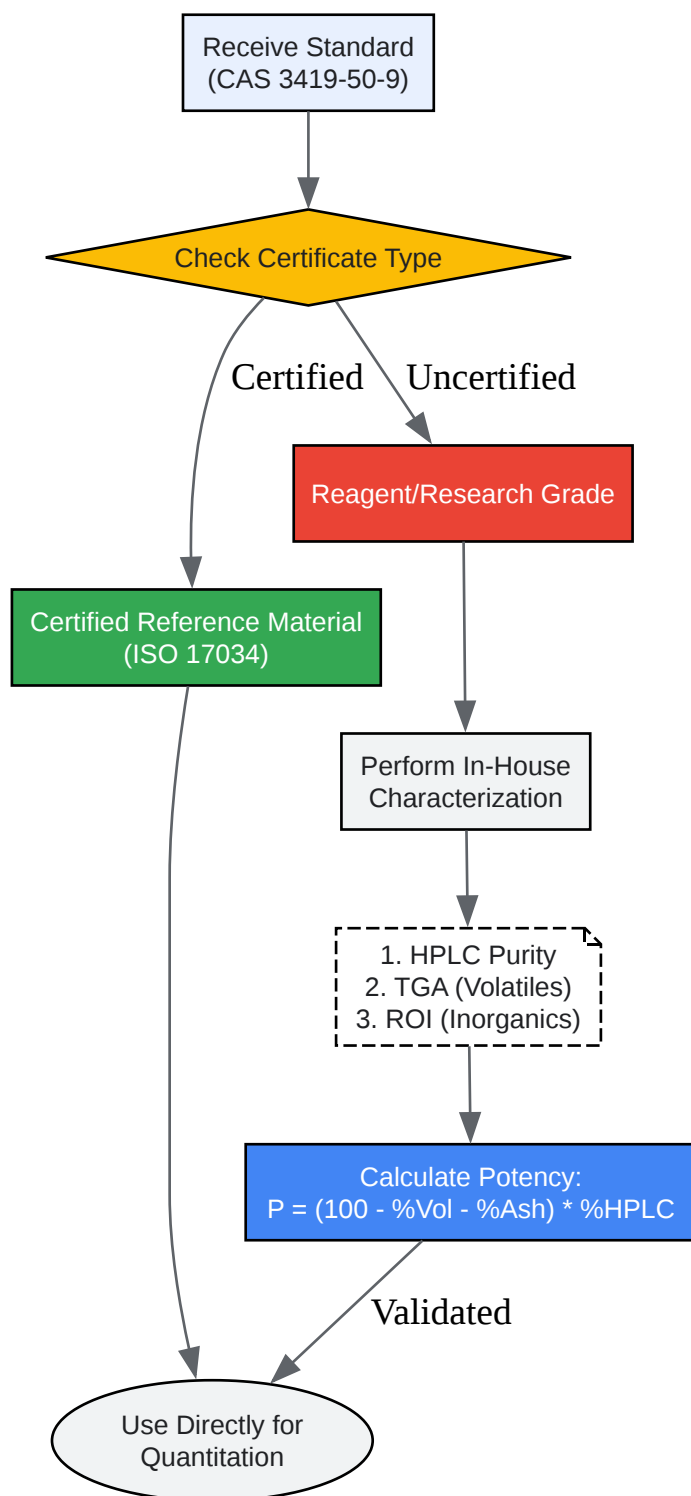 Receive Standard
(CAS 3419-50-9)
Check Certificate Type
Certified
Uncertified
Reagent/Research Grade
Certified Reference Material
(ISO 17034)
Perform In-House
Characterization
1. HPLC Purity
2. TGA (Volatiles)
3. ROI (Inorganics)
Calculate Potency:
P = (100 - %Vol - %Ash) * %HPLC
Validated
Use Directly for
Quantitation